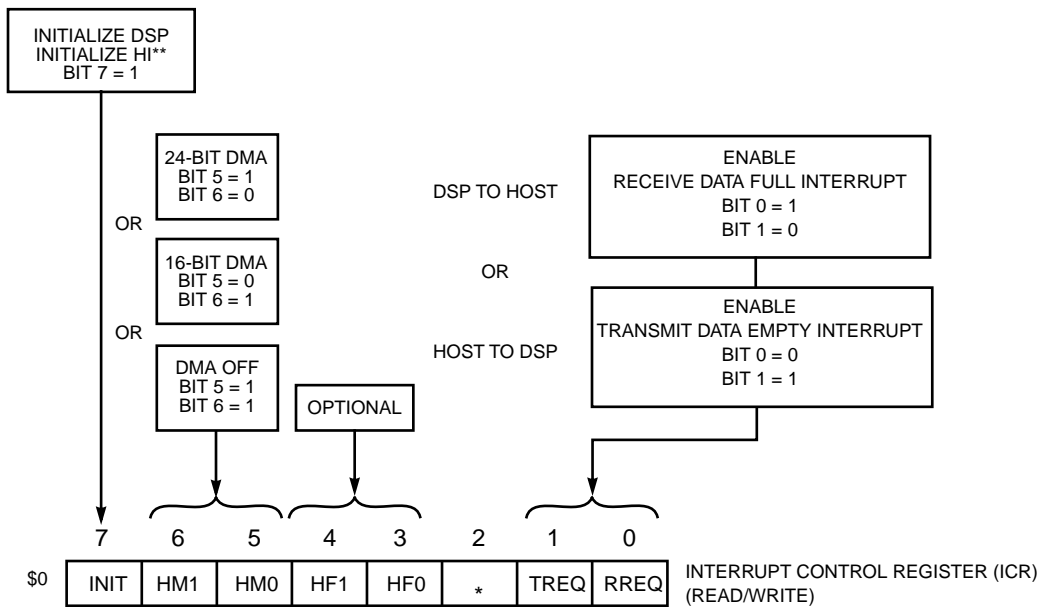 INITIALIZE DSP
INITIALIZE HI**
BIT 7 = 1
24-BIT DMA
BIT 5 = 1
BIT 6 = 0
OR
16-BIT DMA
BIT 5 = 0
BIT 6 = 1
OR
DMA OFF
BIT 5 = 1
BIT 6 = 1
OPTIONAL
DSP TO HOST
OR
HOST TO DSP
ENABLE
RECEIVE DATA FULL INTERRUPT
BIT 0 = 1
BIT 1 = 0
ENABLE
TRANSMIT DATA EMPTY INTERRUPT
BIT 0 = 0
BIT 1 = 1
7 6 5 4 3 2 1 0
$0 INIT HM1 HM0 HF1 HF0 * TREQ RREQ
INTERRUPT CONTROL REGISTER (ICR)
(READ/WRITE)